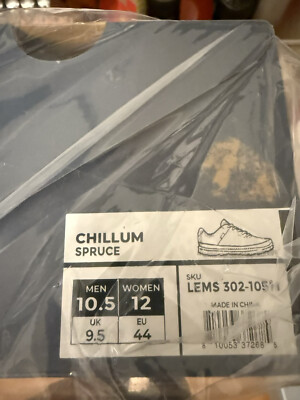 CHILLUM
SPRUCE
MEN WOMEN
10.5 12
UK EU
9.5 44
SKU
LEMS 302-1051
MADE IN CHINA